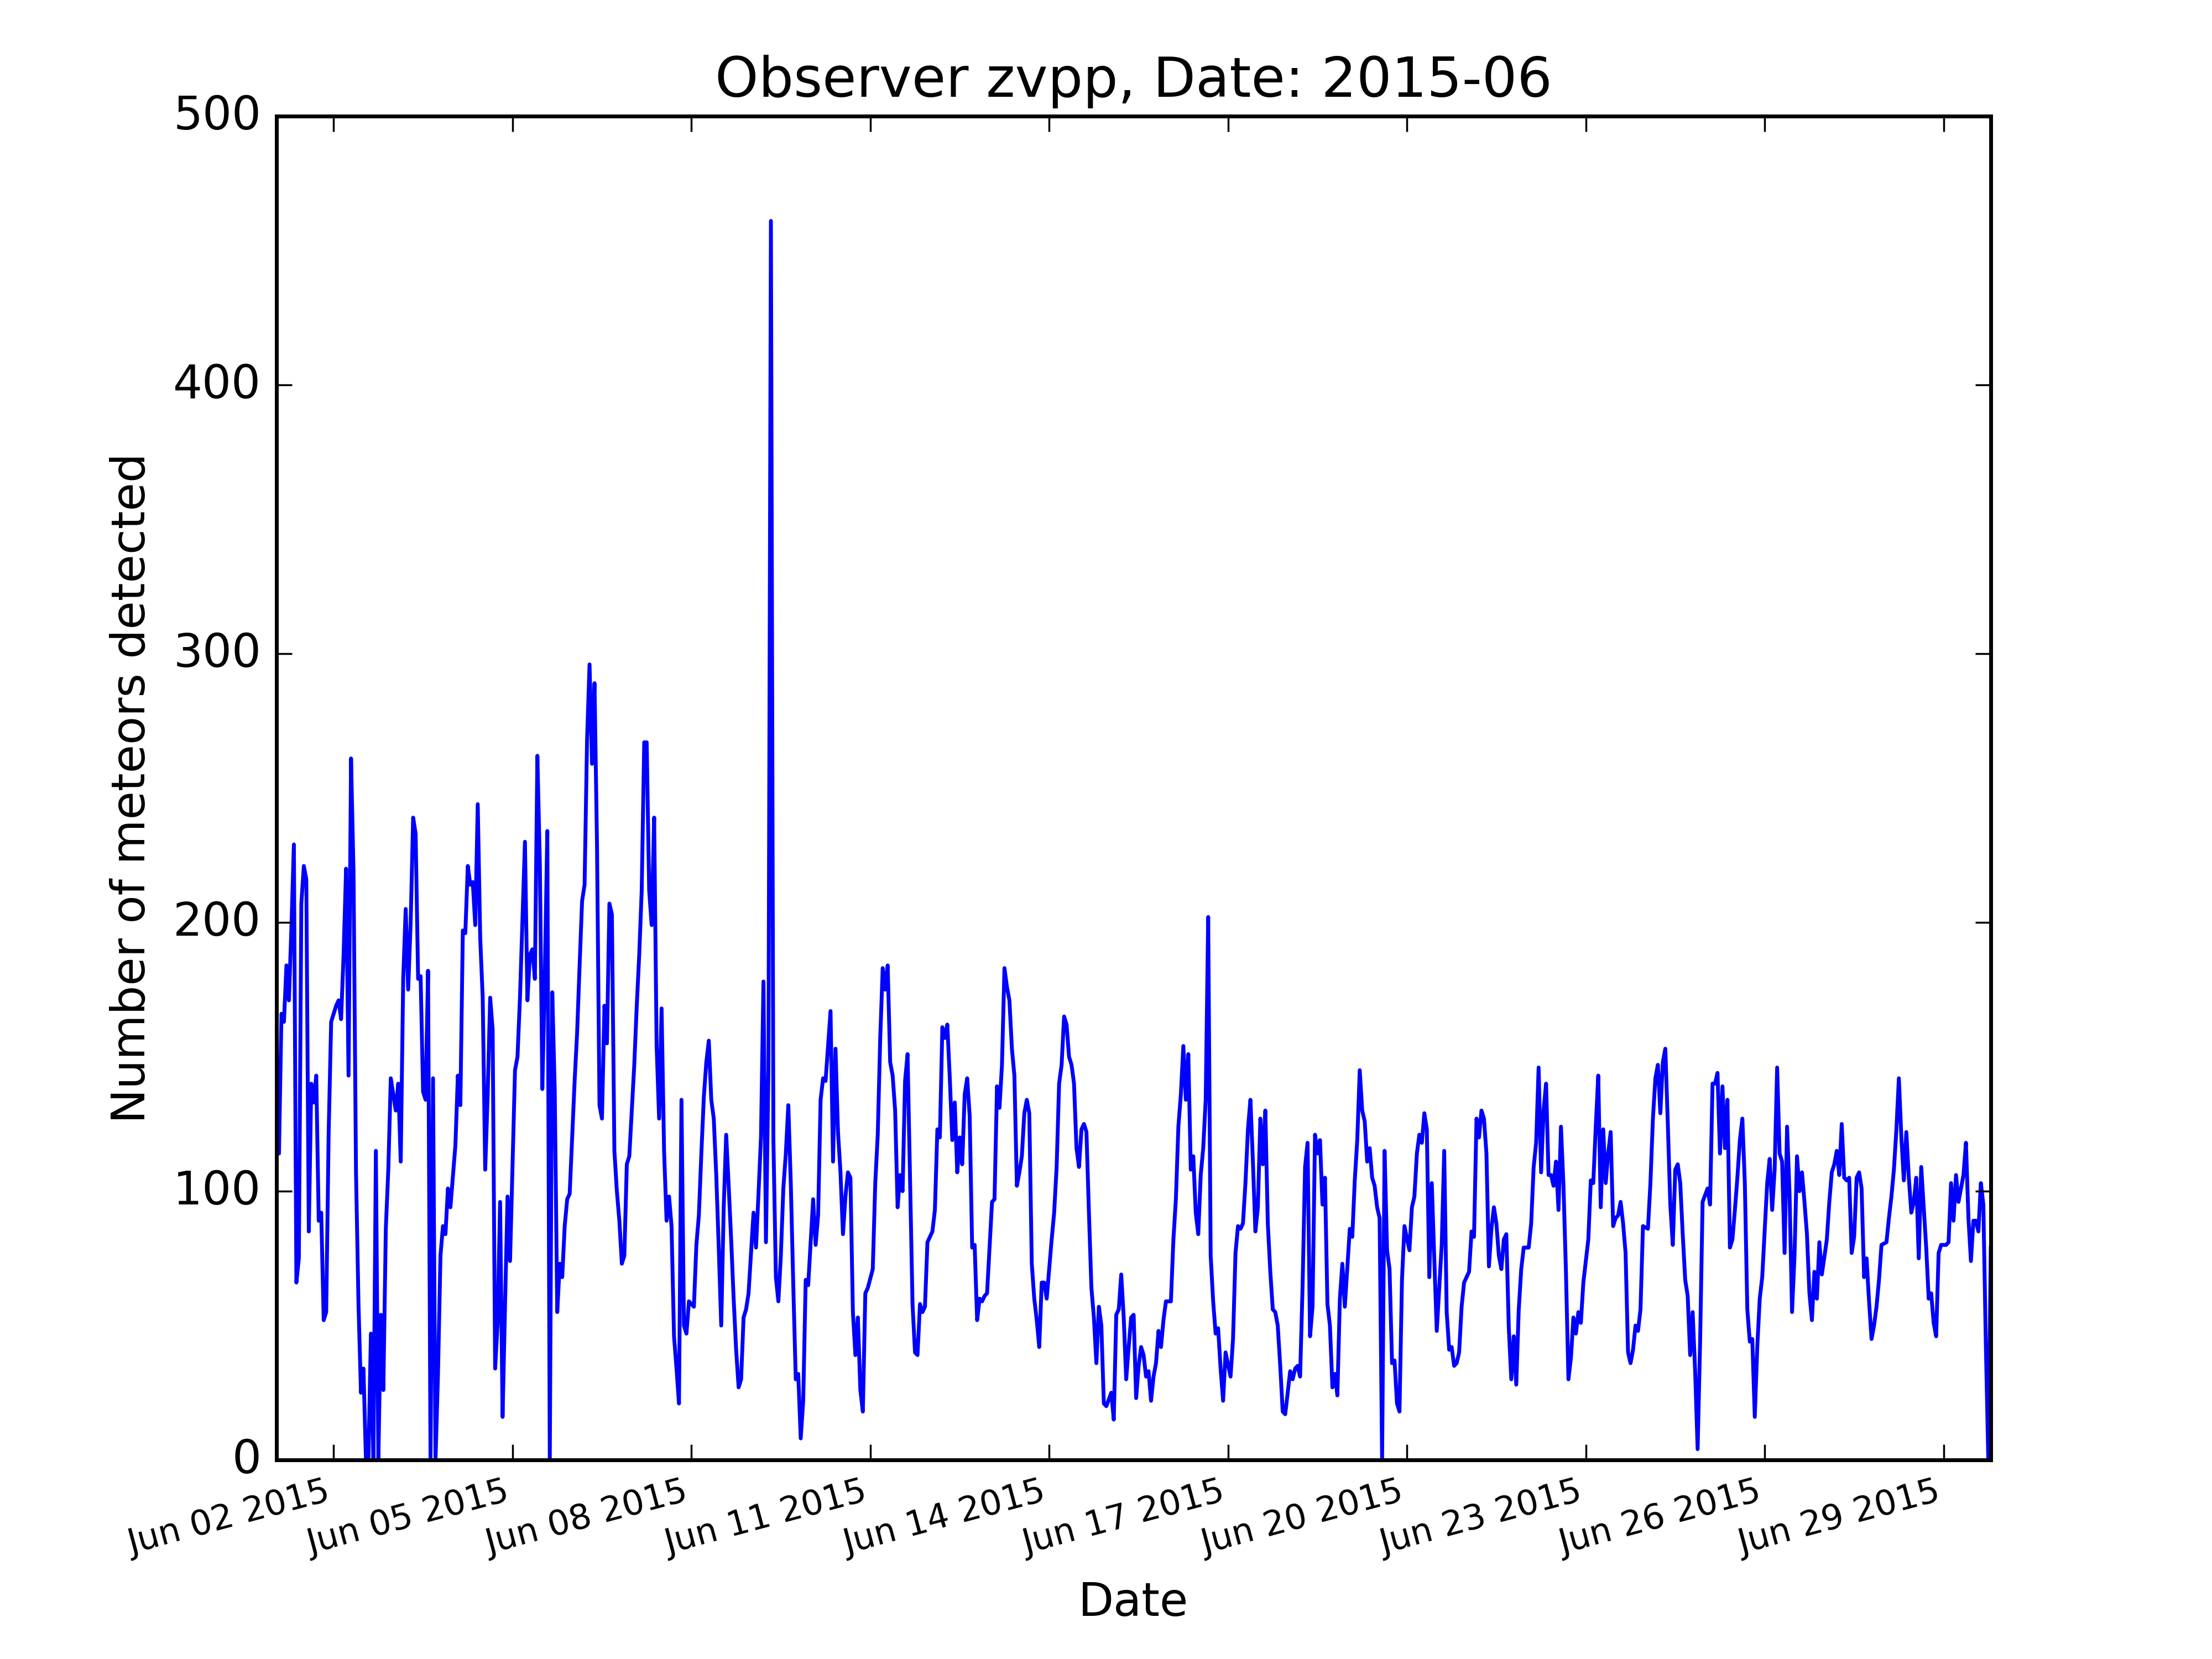 Observer zvpp, Date: 2015-06
500
400
300
200
100
0
Number of meteors detected
Jun 02 2015
Jun 05 2015
Jun 08 2015
Jun 11 2015
Jun 14 2015
Jun 17 2015
Jun 20 2015
Jun 23 2015
Jun 26 2015
Jun 29 2015
Date